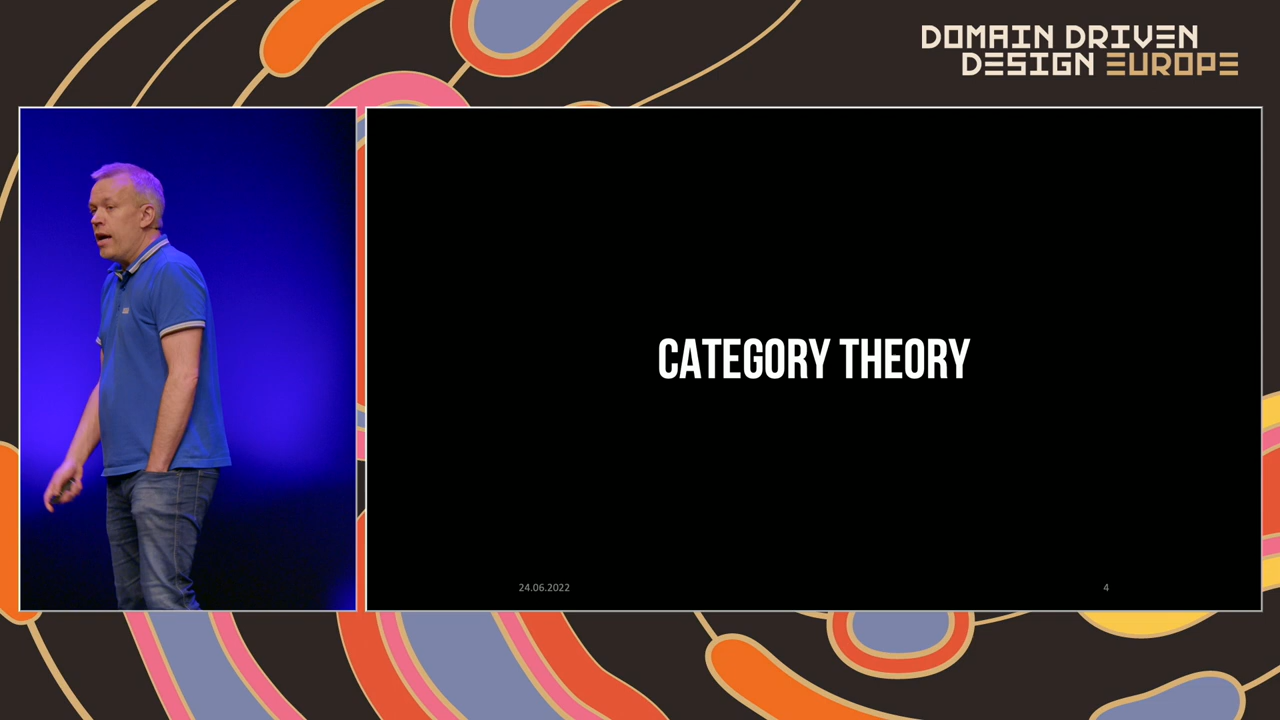 DOMAIN DRIVEN
DESIGN EUROPE
CATEGORY THEORY
24.06.2022
4